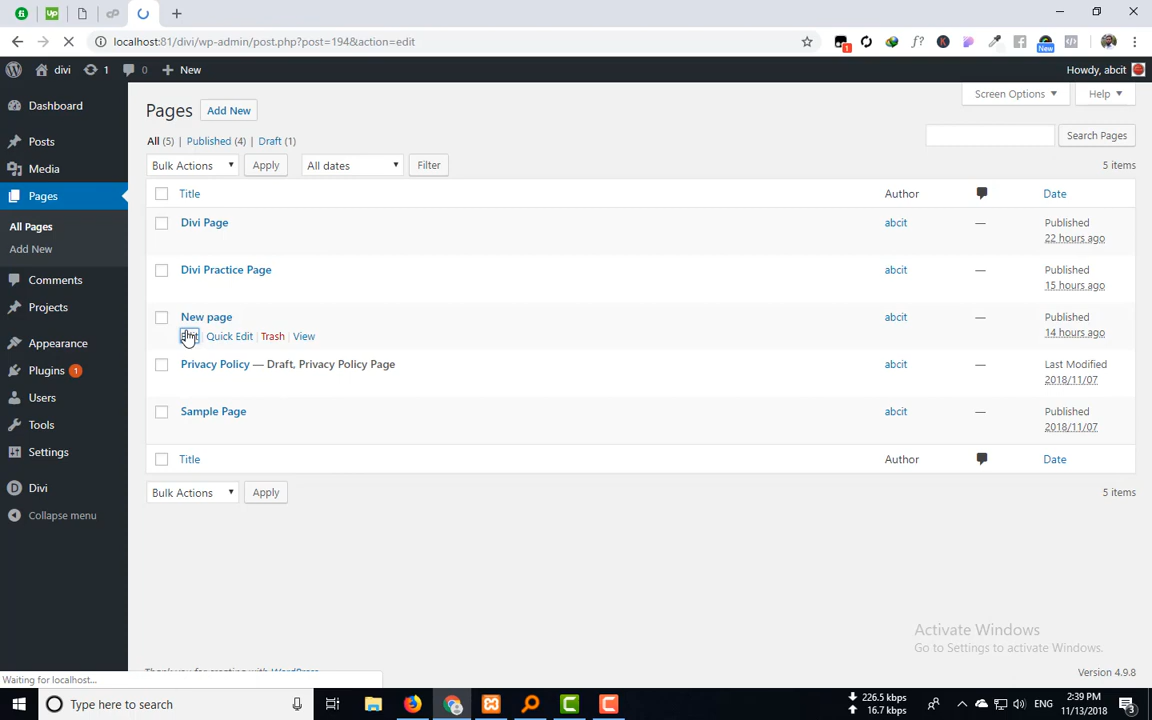 localhost:81/divi/wp-admin/post.php?post=194&action=edit
divi 1 0 New
Howdy, abcit
Dashboard
Posts
Media
Pages
All Pages
Add New
Comments
Projects
Appearance
Plugins 1
Users
Tools
Settings
Divi
Collapse menu
Pages Add New
Screen Options Help
All (5) | Published (4) | Draft (1)
Search Pages
Bulk Actions Apply All dates Filter
5 items
Title Author Date
Divi Page abcit — Published
22 hours ago
Divi Practice Page abcit — Published
15 hours ago
New page abcit — Published
14 hours ago
Quick Edit | Trash | View
Privacy Policy — Draft, Privacy Policy Page abcit — Last Modified
2018/11/07
Sample Page abcit — Published
2018/11/07
Title Author Date
Bulk Actions Apply
5 items
Activate Windows
Go to Settings to activate Windows.
Version 4.9.8
Waiting for localhost...
Type here to search
226.5 kbps
16.7 kbps
ENG
2:39 PM
11/13/2018
3